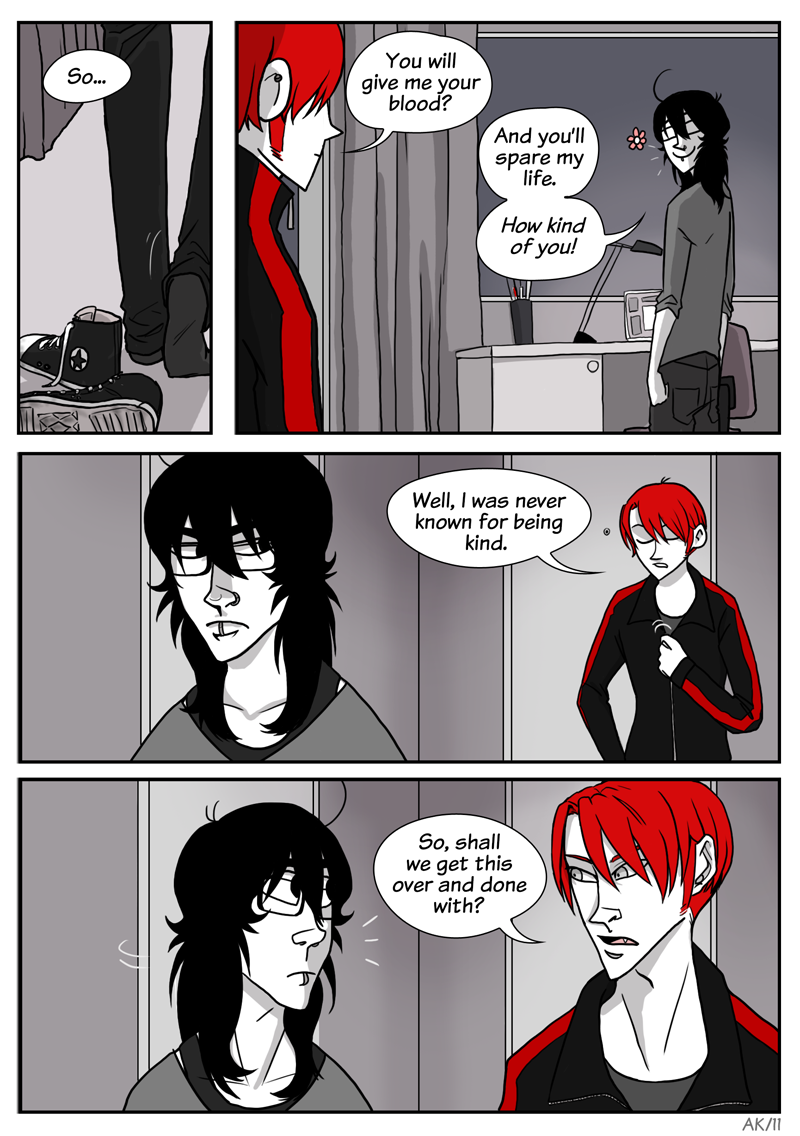 So...
You will
give me your
blood?
And you'll
spare my
life.
How kind
of you!
Well, I was never
known for being
kind.
So, shall
we get this
over and done
with?
AK/11